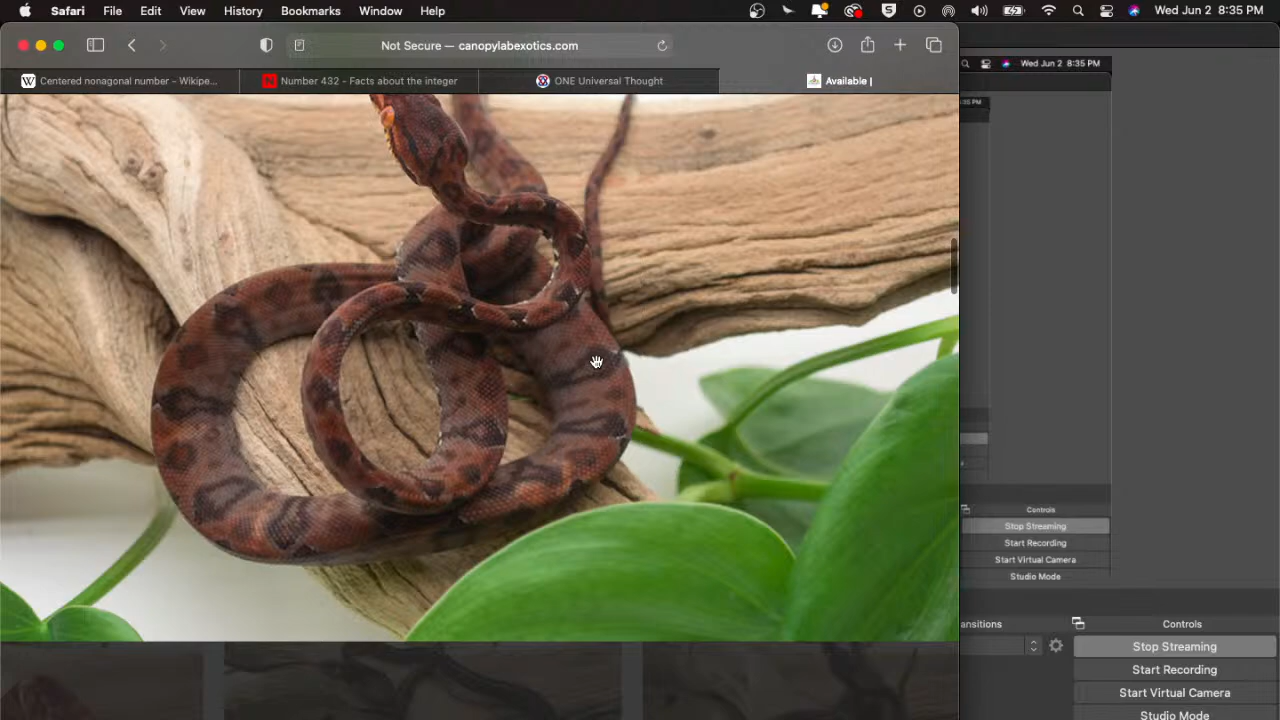 Safari File Edit View History Bookmarks Window Help Wed Jun 2 8:35 PM
Not Secure — canopylabexotics.com
Wed Jun 2 8:35 PM
Centered nonagonal number - Wikipe... Number 432 - Facts about the integer ONE Universal Thought Available |
Controls
Stop Streaming
Start Recording
Start Virtual Camera
Studio Mode
ansitions Controls
Stop Streaming
Start Recording
Start Virtual Camera
Studio Mode